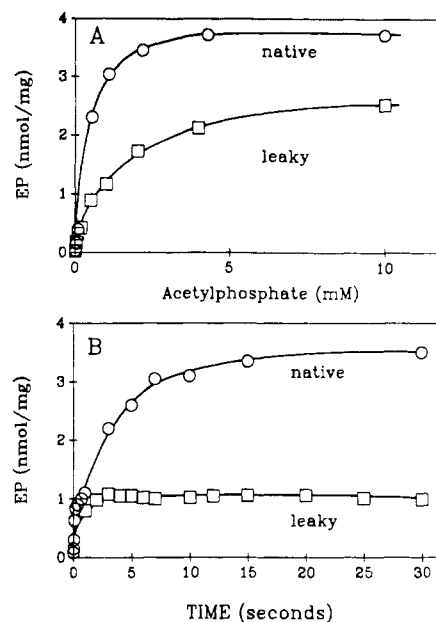 A
EP (nmol/mg)
4
3
2
1
0
native
leaky
0
5
10
Acetylphosphate (mM)
B
EP (nmol/mg)
4
3
2
1
0
native
leaky
0
5
10
15
20
25
30
TIME (seconds)